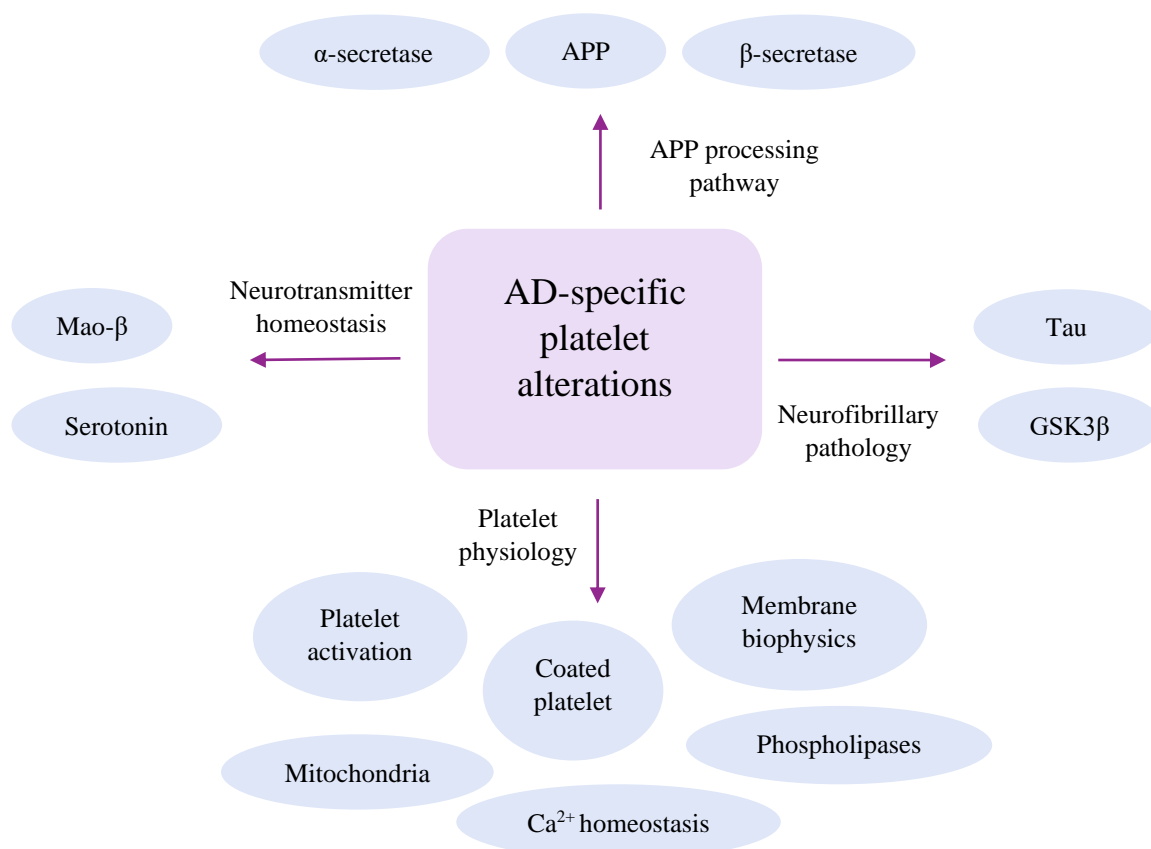 α-secretase
APP
β-secretase
APP processing
pathway
AD-specific
platelet
alterations
Neurotransmitter
homeostasis
Mao-β
Serotonin
Tau
GSK3β
Neurofibrillary
pathology
Platelet
physiology
Platelet
activation
Coated
platelet
Membrane
biophysics
Mitochondria
Phospholipases
Ca²⁺ homeostasis